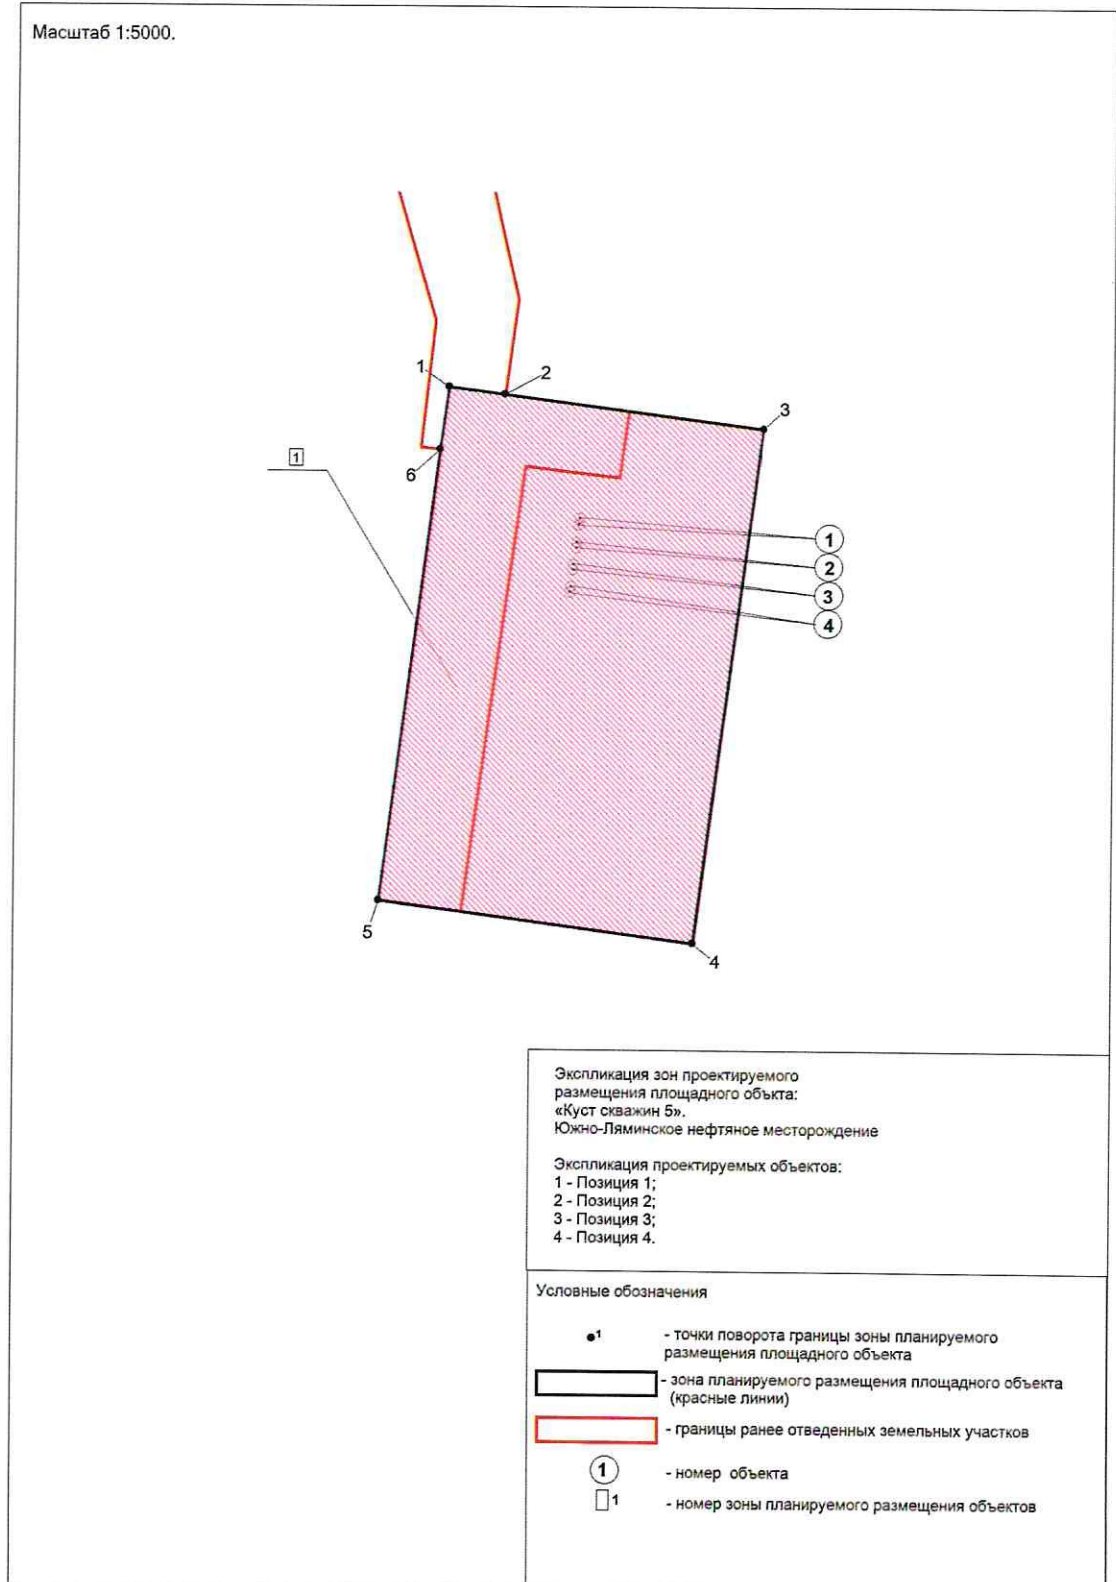 Масштаб 1:5000.
1
2
3
6
1
1
2
3
4
5
4
Экспликация зон проектируемого
размещения площадного объкта:
«Куст скважин 5».
Южно-Ляминское нефтяное месторождение
Экспликация проектируемых объектов:
1 - Позиция 1;
2 - Позиция 2;
3 - Позиция 3;
4 - Позиция 4.
Условные обозначения
1 - точки поворота границы зоны планируемого
размещения площадного объекта
- зона планируемого размещения площадного объекта
(красные линии)
- границы ранее отведенных земельных участков
1 - номер объекта
1 - номер зоны планируемого размещения объектов